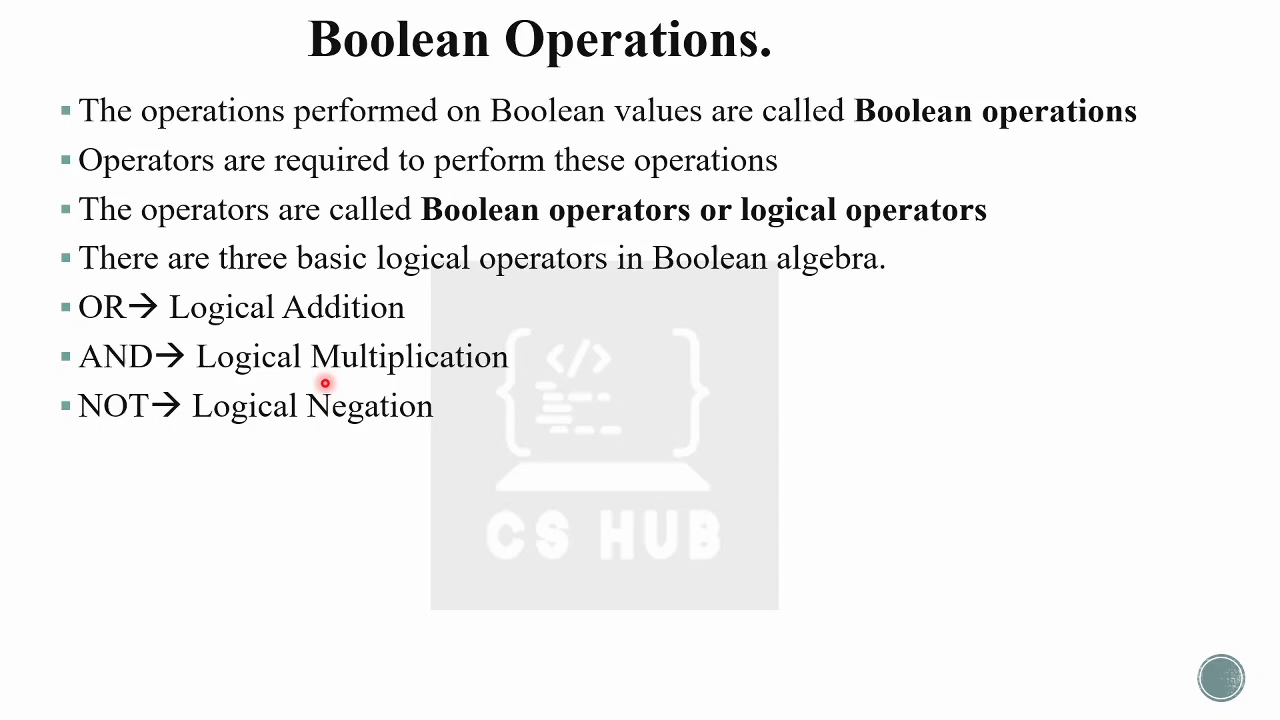 Boolean Operations.
▪ The operations performed on Boolean values are called Boolean operations
▪ Operators are required to perform these operations
▪ The operators are called Boolean operators or logical operators
▪ There are three basic logical operators in Boolean algebra.
▪ OR→ Logical Addition
▪ AND→ Logical Multiplication
▪ NOT→ Logical Negation
</>
CS HUB